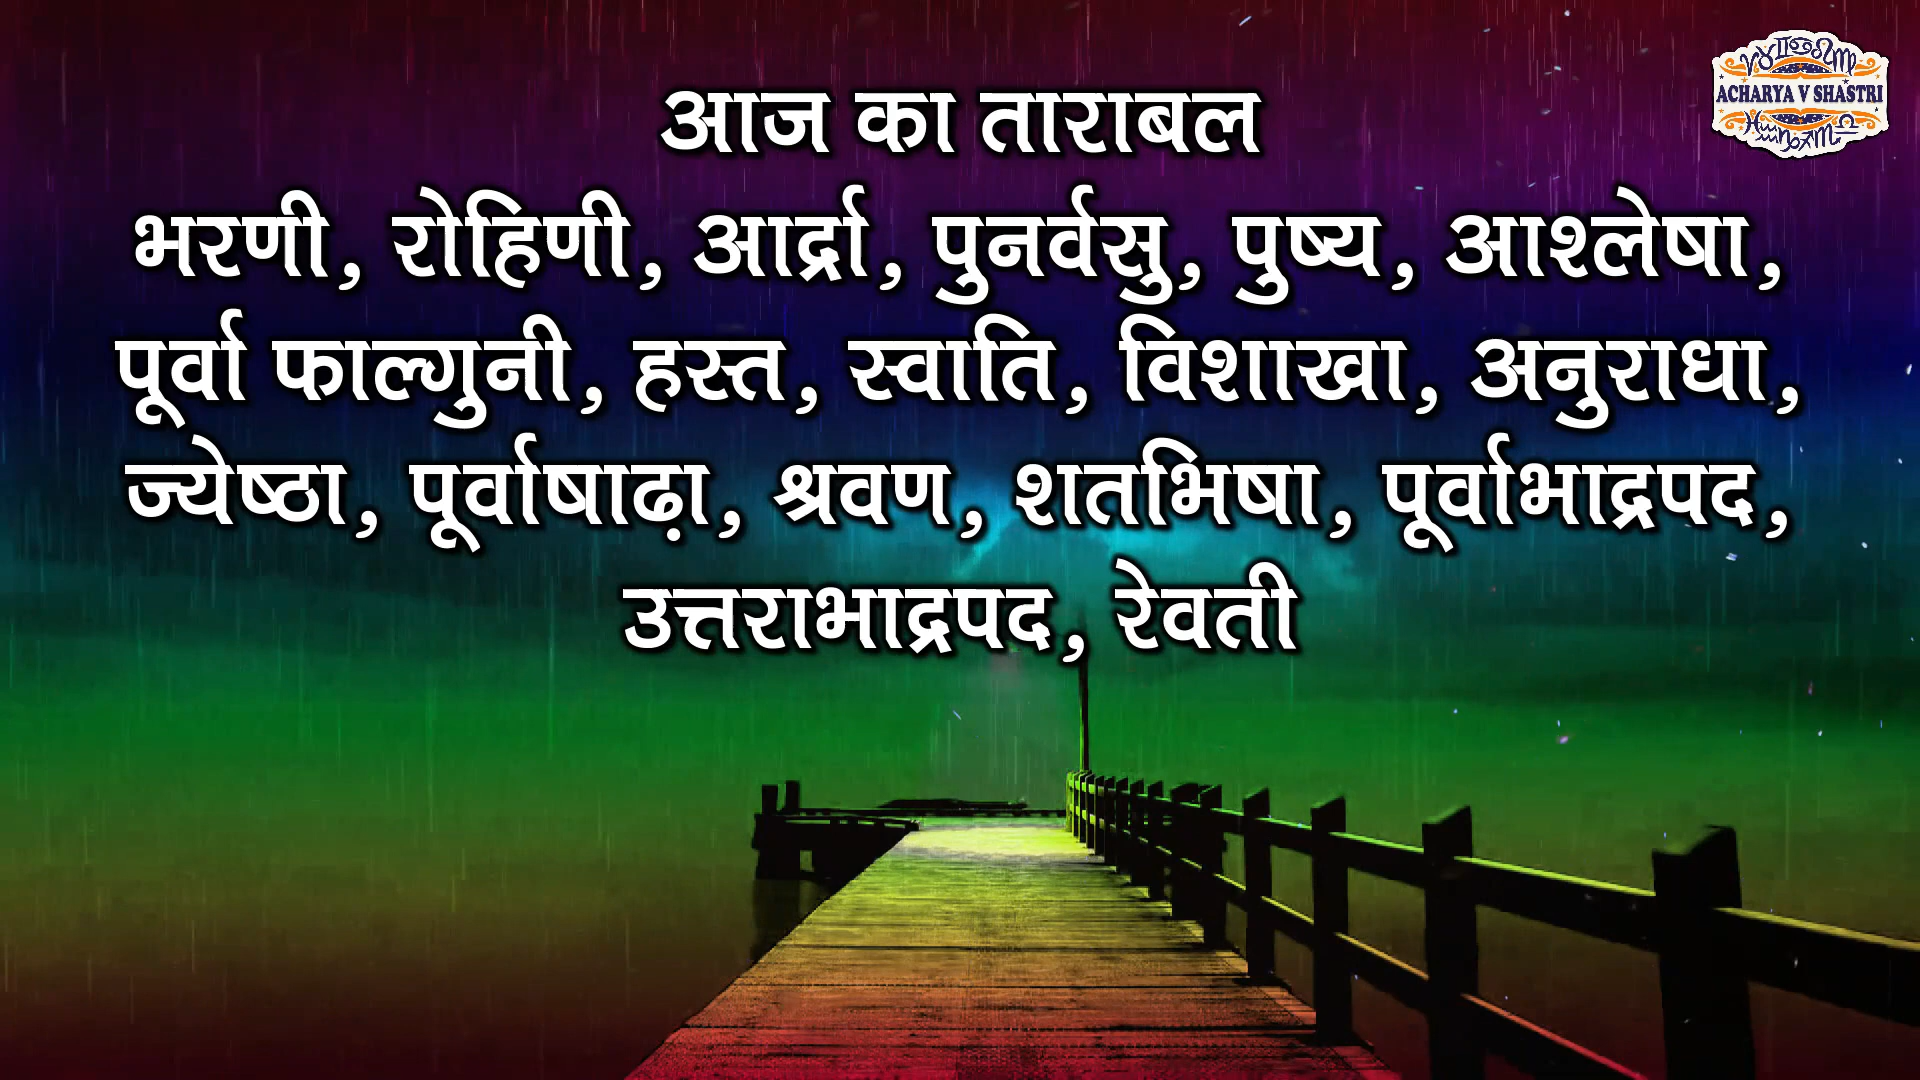 आज का ताराबल
भरणी, रोहिणी, आर्द्रा, पुनर्वसु, पुष्य, आश्लेषा,
पूर्वा फाल्गुनी, हस्त, स्वाति, विशाखा, अनुराधा,
ज्येष्ठा, पूर्वाषाढ़ा, श्रवण, शतभिषा, पूर्वाभाद्रपद,
उत्तराभाद्रपद, रेवती
ACHARYA V SHASTRI